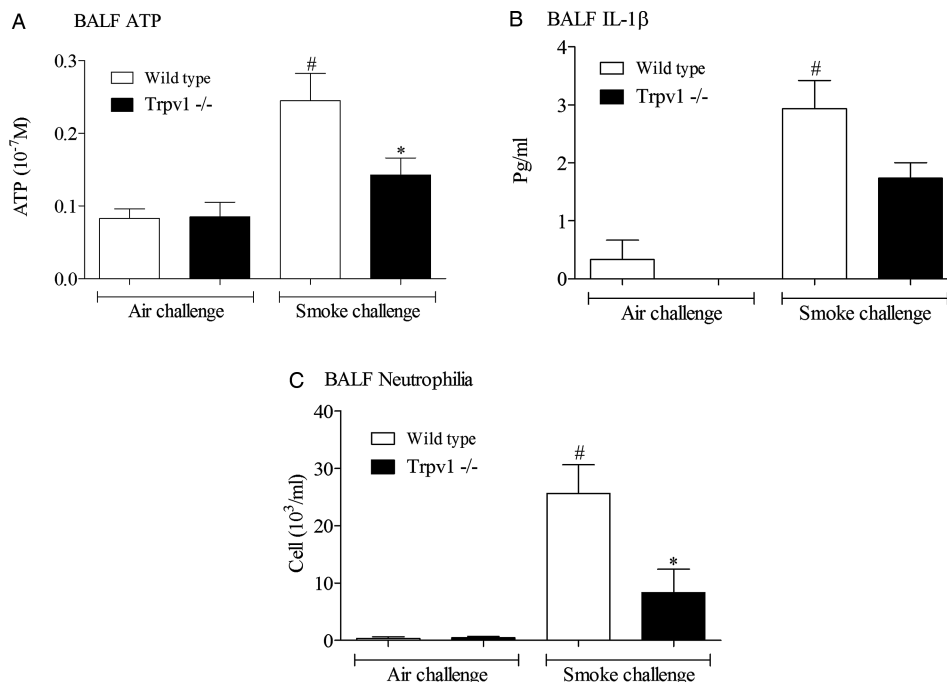 A BALF ATP
0.3
0.2
0.1
0.0
ATP (10⁻⁷M)
Wild type
Trpv1 -/-
#
*
Air challenge Smoke challenge
B BALF IL-1β
4
3
2
1
0
Pg/ml
Wild type
Trpv1 -/-
#
Air challenge Smoke challenge
C BALF Neutrophilia
40
30
20
10
0
Cell (10³/ml)
Wild type
Trpv1 -/-
#
*
Air challenge Smoke challenge